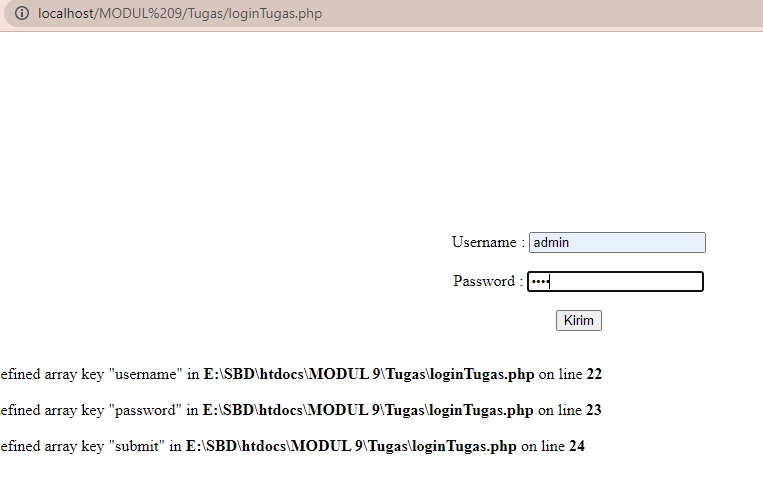 localhost/MODUL%209/Tugas/loginTugas.php
Username : admin
Password : ••••
Kirim
efined array key "username" in E:\SBD\htdocs\MODUL 9\Tugas\loginTugas.php on line 22
efined array key "password" in E:\SBD\htdocs\MODUL 9\Tugas\loginTugas.php on line 23
efined array key "submit" in E:\SBD\htdocs\MODUL 9\Tugas\loginTugas.php on line 24